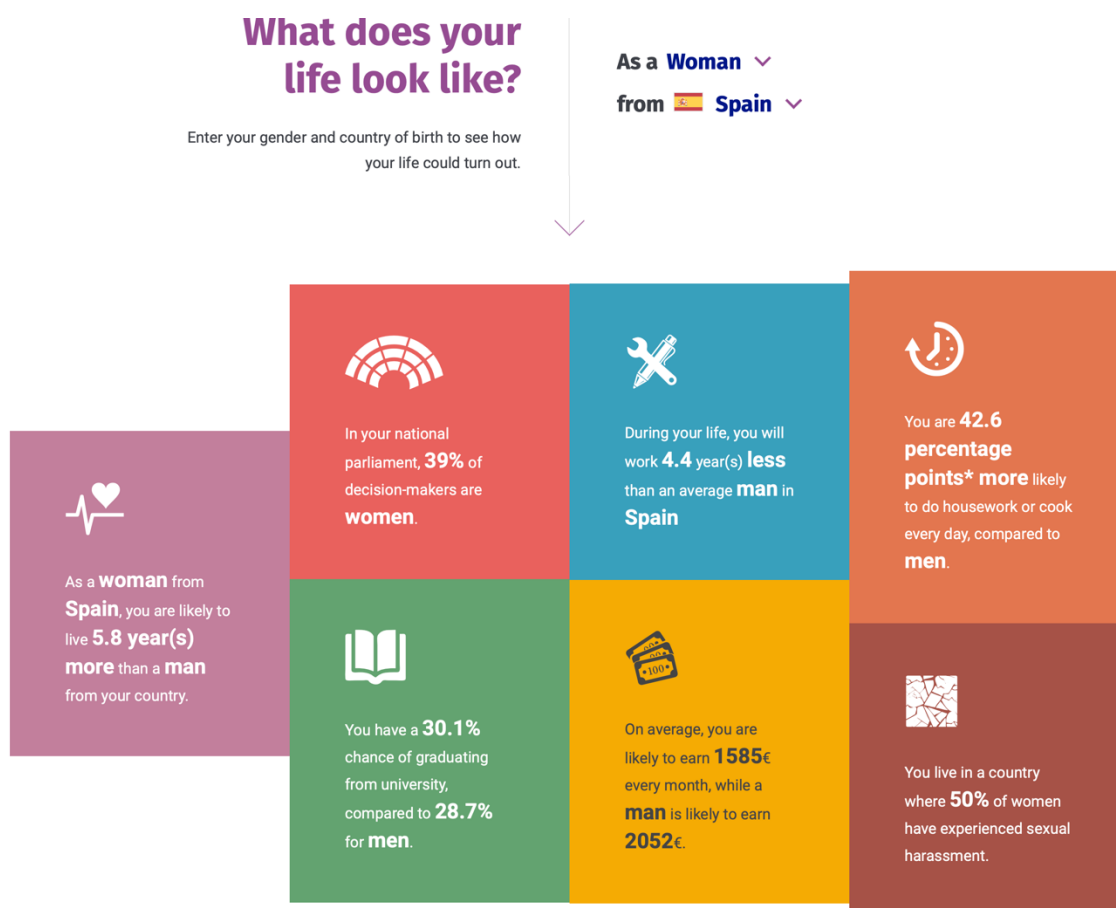 What does your
life look like?
Enter your gender and country of birth to see how
your life could turn out.
As a Woman
from Spain
As a woman from
Spain, you are likely to
live 5.8 year(s)
more than a man
from your country.
In your national
parliament, 39% of
decision-makers are
women.
You have a 30.1%
chance of graduating
from university,
compared to 28.7%
for men.
During your life, you will
work 4.4 year(s) less
than an average man in
Spain
100
On average, you are
likely to earn 1585€
every month, while a
man is likely to earn
2052€.
You are 42.6
percentage
points* more likely
to do housework or cook
every day, compared to
men.
You live in a country
where 50% of women
have experienced sexual
harassment.